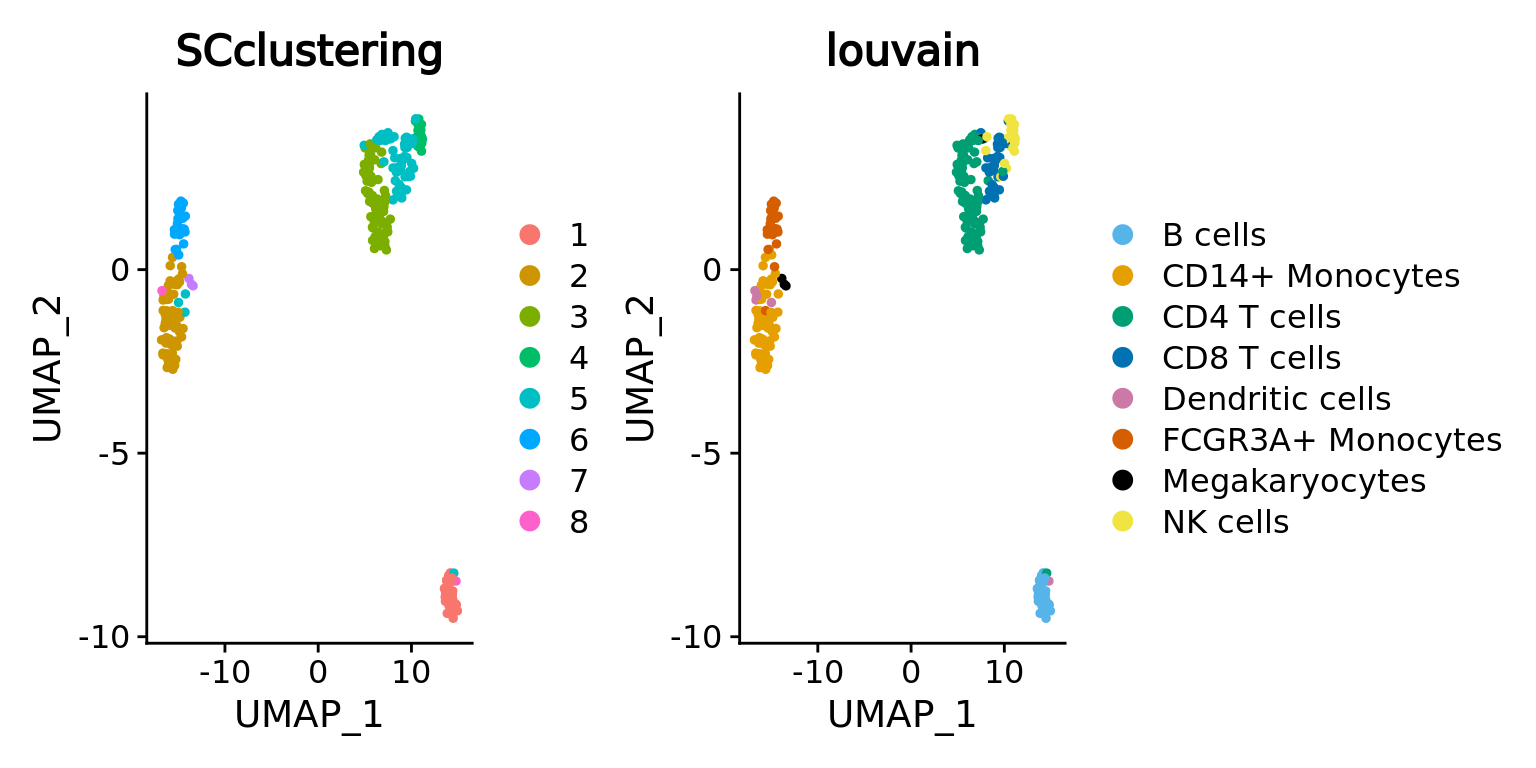 SCclustering
UMAP_2
0
-5
-10
-10 0 10
UMAP_1
1
2
3
4
5
6
7
8
louvain
UMAP_2
0
-5
-10
-10 0 10
UMAP_1
B cells
CD14+ Monocytes
CD4 T cells
CD8 T cells
Dendritic cells
FCGR3A+ Monocytes
Megakaryocytes
NK cells